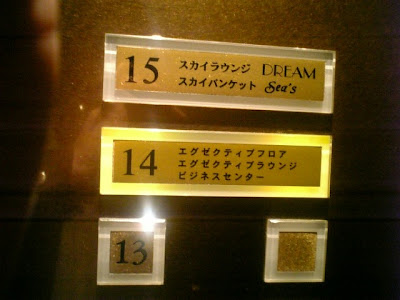 15 スカイラウンジ DREAM
スカイバンケット Sea's
14 エグゼクティブフロア
エグゼクティブラウンジ
ビジネスセンター
13